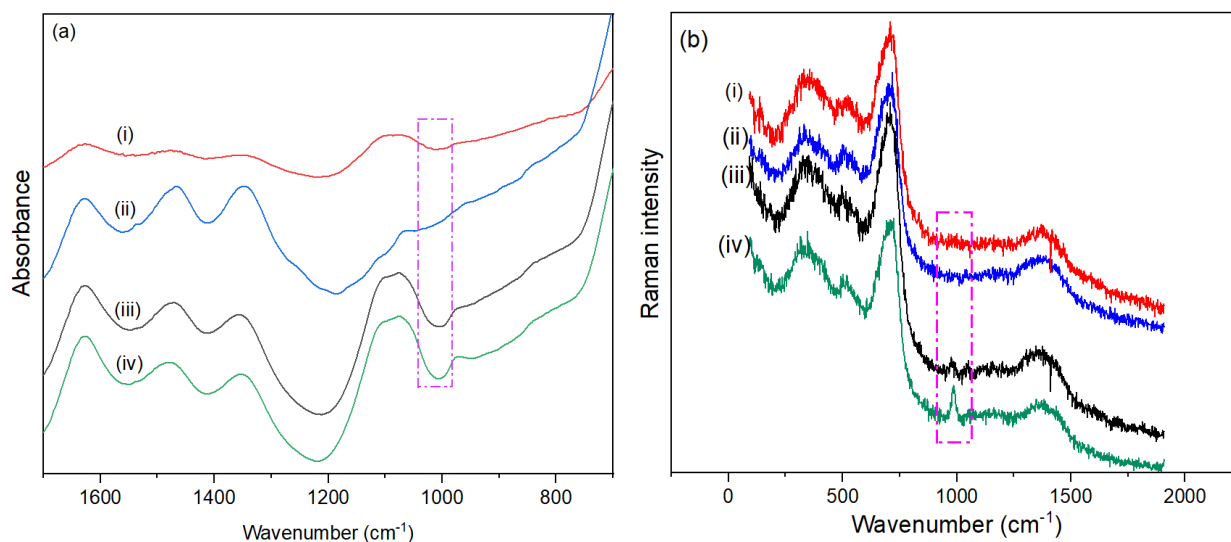 (a)
(i)
(ii)
(iii)
(iv)
Absorbance
1600
1400
1200
1000
800
Wavenumber (cm⁻¹)
(b)
(i)
(ii)
(iii)
(iv)
Raman intensity
0
500
1000
1500
2000
Wavenumber (cm⁻¹)